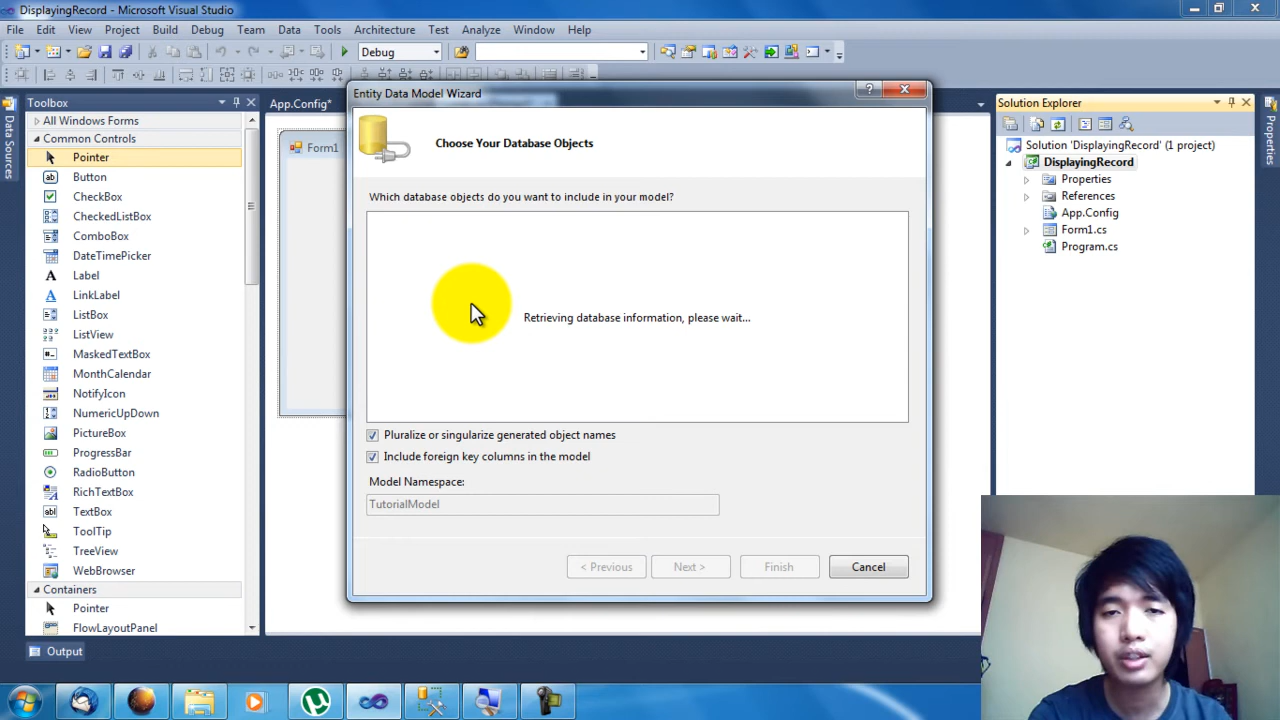 DisplayingRecord - Microsoft Visual Studio
File Edit View Project Build Debug Team Data Tools Architecture Test Analyze Window Help
Debug
Toolbox
App.Config*
Data Sources
All Windows Forms
Common Controls
Pointer
Button
CheckBox
CheckedListBox
ComboBox
DateTimePicker
Label
LinkLabel
ListBox
ListView
MaskedTextBox
MonthCalendar
NotifyIcon
NumericUpDown
PictureBox
ProgressBar
RadioButton
RichTextBox
TextBox
ToolTip
TreeView
WebBrowser
Containers
Pointer
FlowLayoutPanel
Output
Form1
Entity Data Model Wizard
Choose Your Database Objects
Which database objects do you want to include in your model?
Retrieving database information, please wait...
Pluralize or singularize generated object names
Include foreign key columns in the model
Model Namespace:
TutorialModel
< Previous
Next >
Finish
Cancel
Solution Explorer
Solution 'DisplayingRecord' (1 project)
DisplayingRecord
Properties
References
App.Config
Form1.cs
Program.cs
Properties